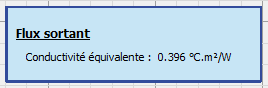 Flux sortant
Conductivité équivalente : 0.396 °C.m²/W